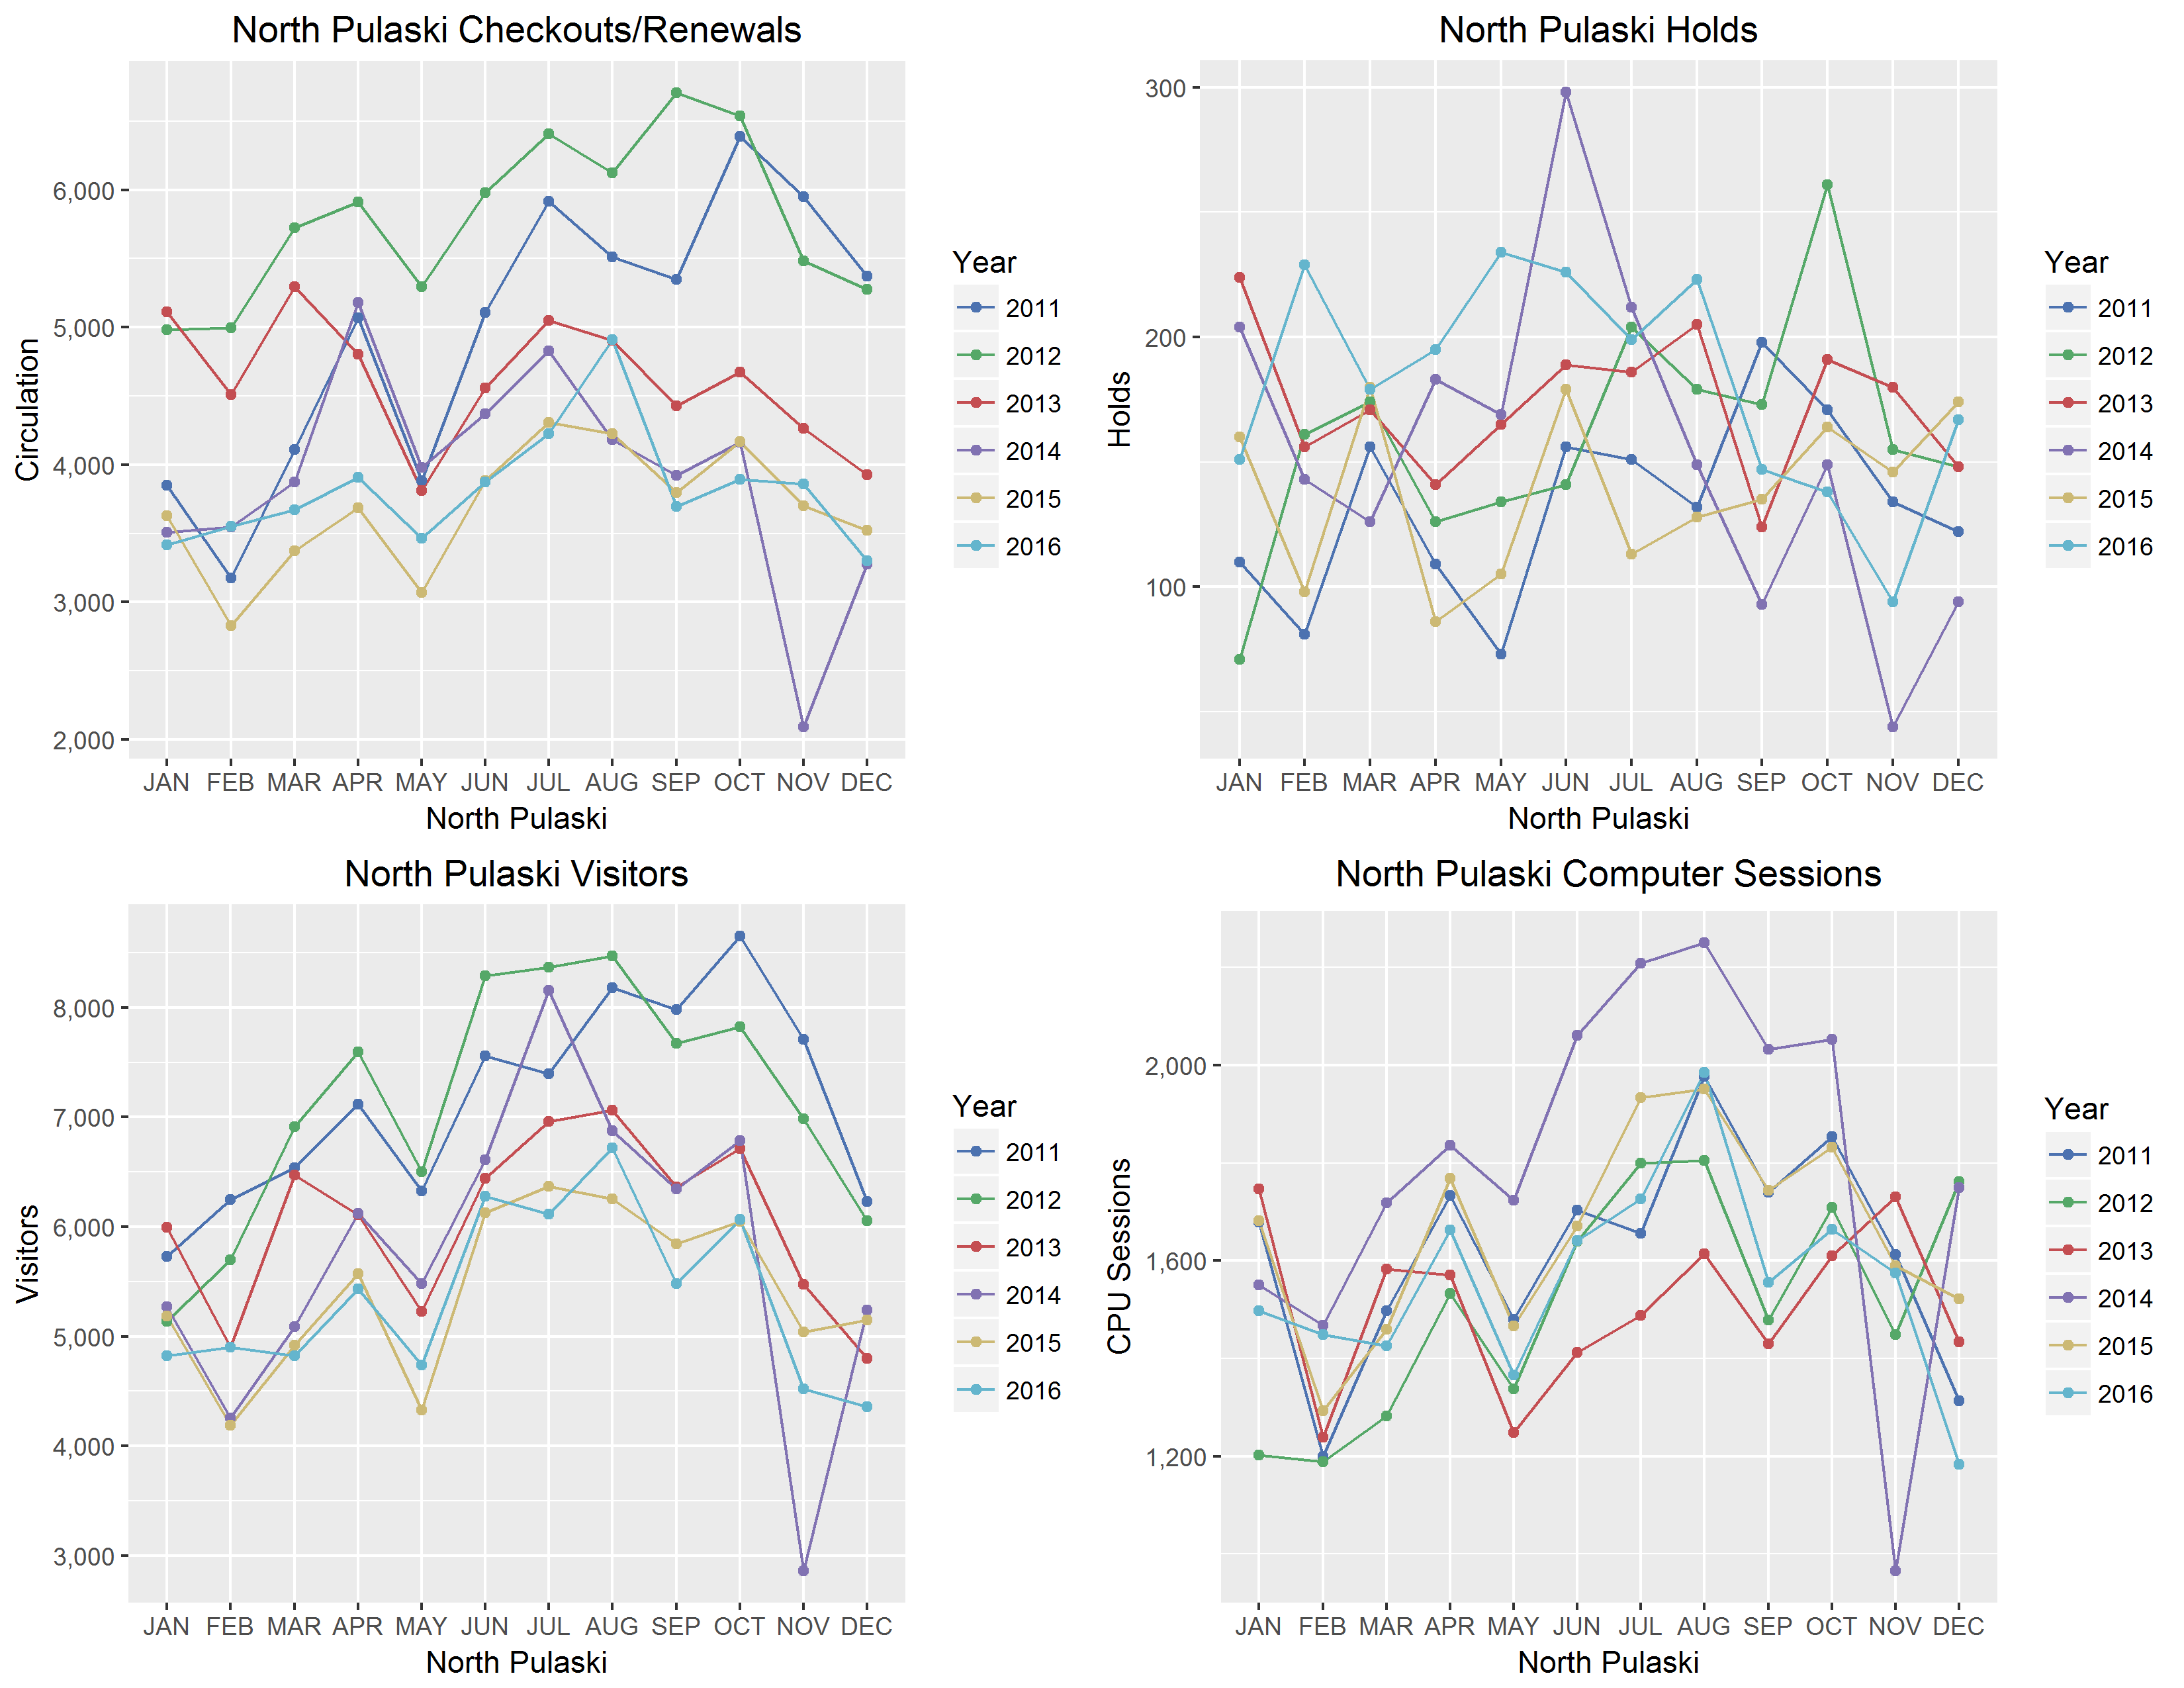 North Pulaski Checkouts/Renewals
Circulation
6,000
5,000
4,000
3,000
2,000
JAN FEB MAR APR MAY JUN JUL AUG SEP OCT NOV DEC
North Pulaski
Year
2011
2012
2013
2014
2015
2016
North Pulaski Holds
Holds
300
200
100
JAN FEB MAR APR MAY JUN JUL AUG SEP OCT NOV DEC
North Pulaski
Year
2011
2012
2013
2014
2015
2016
North Pulaski Visitors
Visitors
8,000
7,000
6,000
5,000
4,000
3,000
JAN FEB MAR APR MAY JUN JUL AUG SEP OCT NOV DEC
North Pulaski
Year
2011
2012
2013
2014
2015
2016
North Pulaski Computer Sessions
CPU Sessions
2,000
1,600
1,200
JAN FEB MAR APR MAY JUN JUL AUG SEP OCT NOV DEC
North Pulaski
Year
2011
2012
2013
2014
2015
2016